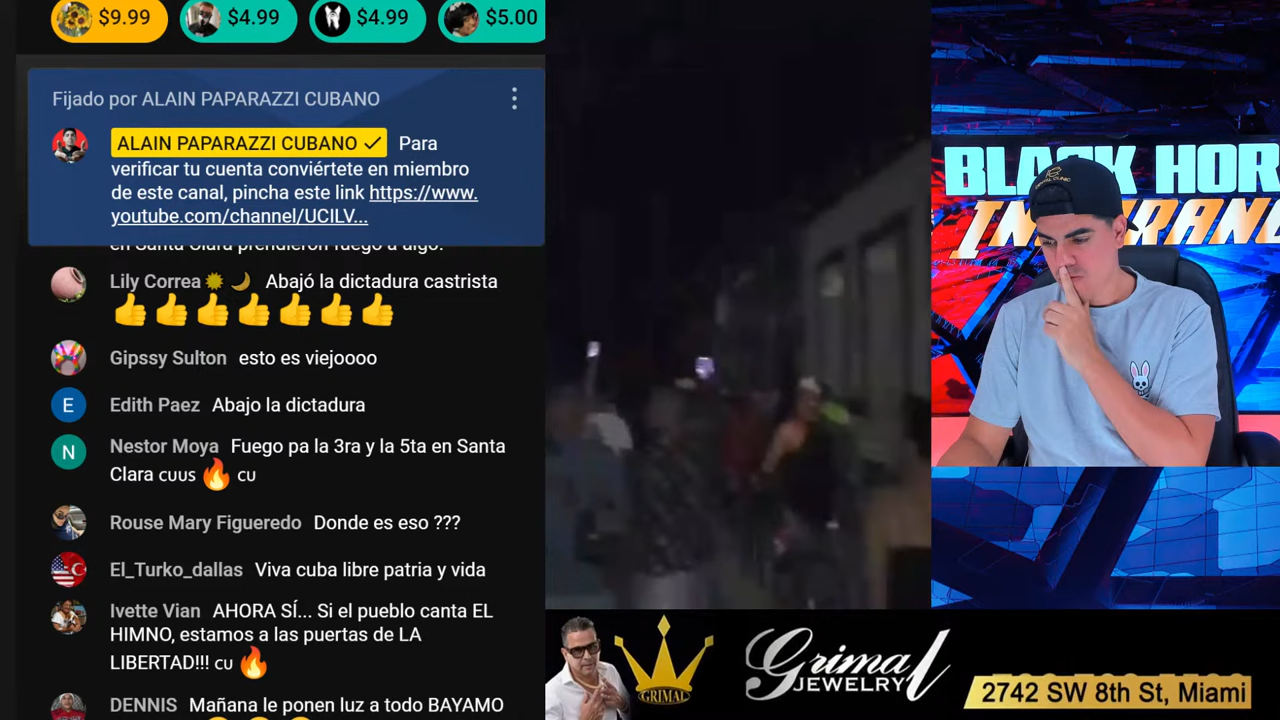 $9.99
$4.99
$4.99
$5.00
Fijado por ALAIN PAPARAZZI CUBANO
ALAIN PAPARAZZI CUBANO Para
verificar tu cuenta conviértete en miembro
de este canal, pincha este link https://www.
youtube.com/channel/UCILV...
en Santa Clara prendieron fuego a algo.
Lily Correa Abajó la dictadura castrista
Gipssy Sulton esto es viejoooo
Edith Paez Abajo la dictadura
Nestor Moya Fuego pa la 3ra y la 5ta en Santa
Clara cuus 🔥 cu
Rouse Mary Figueredo Donde es eso ???
El_Turko_dallas Viva cuba libre patria y vida
Ivette Vian AHORA SÍ... Si el pueblo canta EL
HIMNO, estamos a las puertas de LA
LIBERTAD!!! cu 🔥
DENNIS Mañana le ponen luz a todo BAYAMO
E
N
BLACK HOR
GRIMAL
Grimal
JEWELRY
2742 SW 8th St, Miami